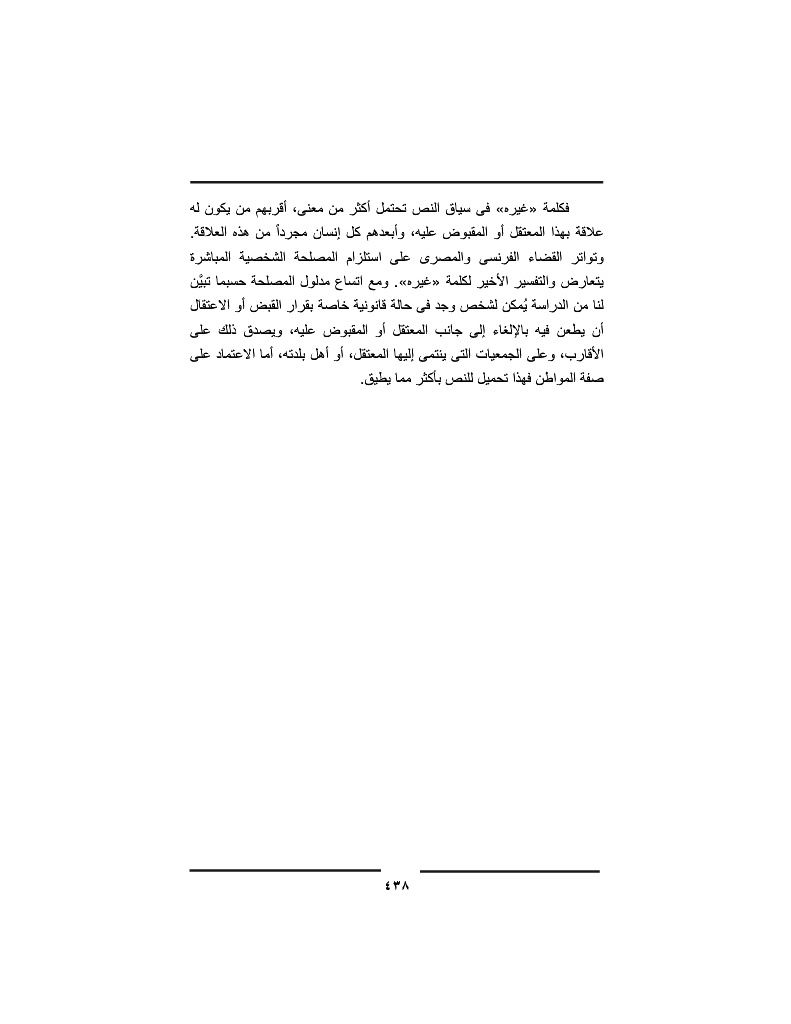 فكلمة «غيره» فى سياق النص تحتمل أكثر من معنى، أقربهم من يكون له
علاقة بهذا المعتقل أو المقبوض عليه، وأبعدهم كل إنسان مجرداً من هذه العلاقة.
وتواتر القضاء الفرنسى والمصرى على استلزام المصلحة الشخصية المباشرة
يتعارض والتفسير الأخير لكلمة «غيره». ومع اتساع مدلول المصلحة حسبما تبيَّن
لنا من الدراسة يُمكن لشخص وجد فى حالة قانونية خاصة بقرار القبض أو الاعتقال
أن يطعن فيه بالإلغاء إلى جانب المعتقل أو المقبوض عليه، ويصدق ذلك على
الأقارب، وعلى الجمعيات التى ينتمى إليها المعتقل، أو أهل بلدته، أما الاعتماد على
صفة المواطن فهذا تحميل للنص بأكثر مما يطيق.
٤٣٨